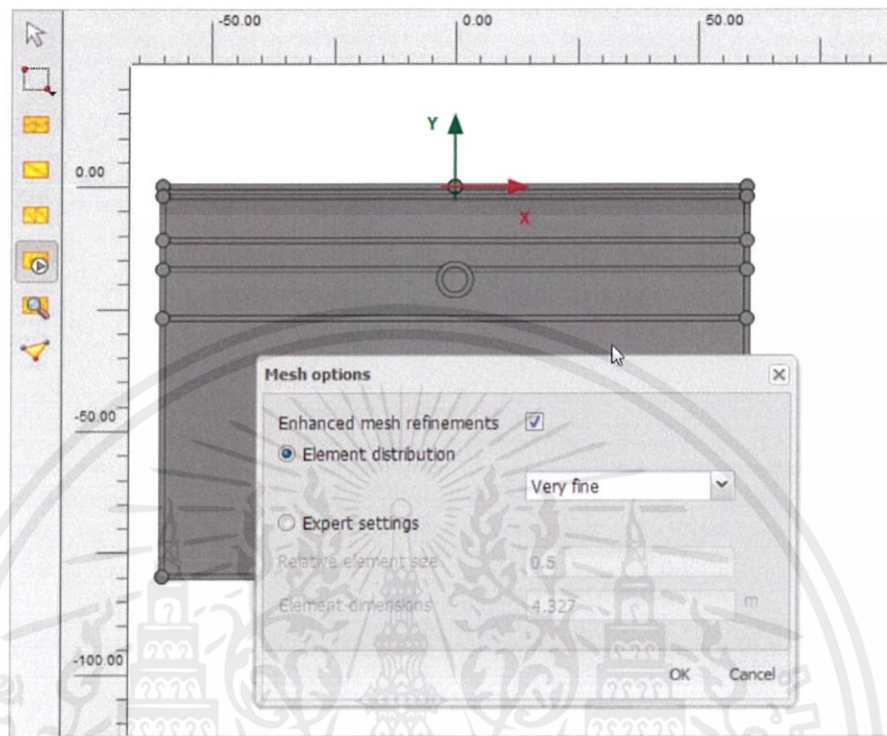 -50.00 0.00 50.00
Y
0.00
X
-50.00
Mesh options
Enhanced mesh refinements
Element distribution
Very fine
Expert settings
Relative element size 0.5
Element dimensions 4.327 m
-100.00
OK Cancel